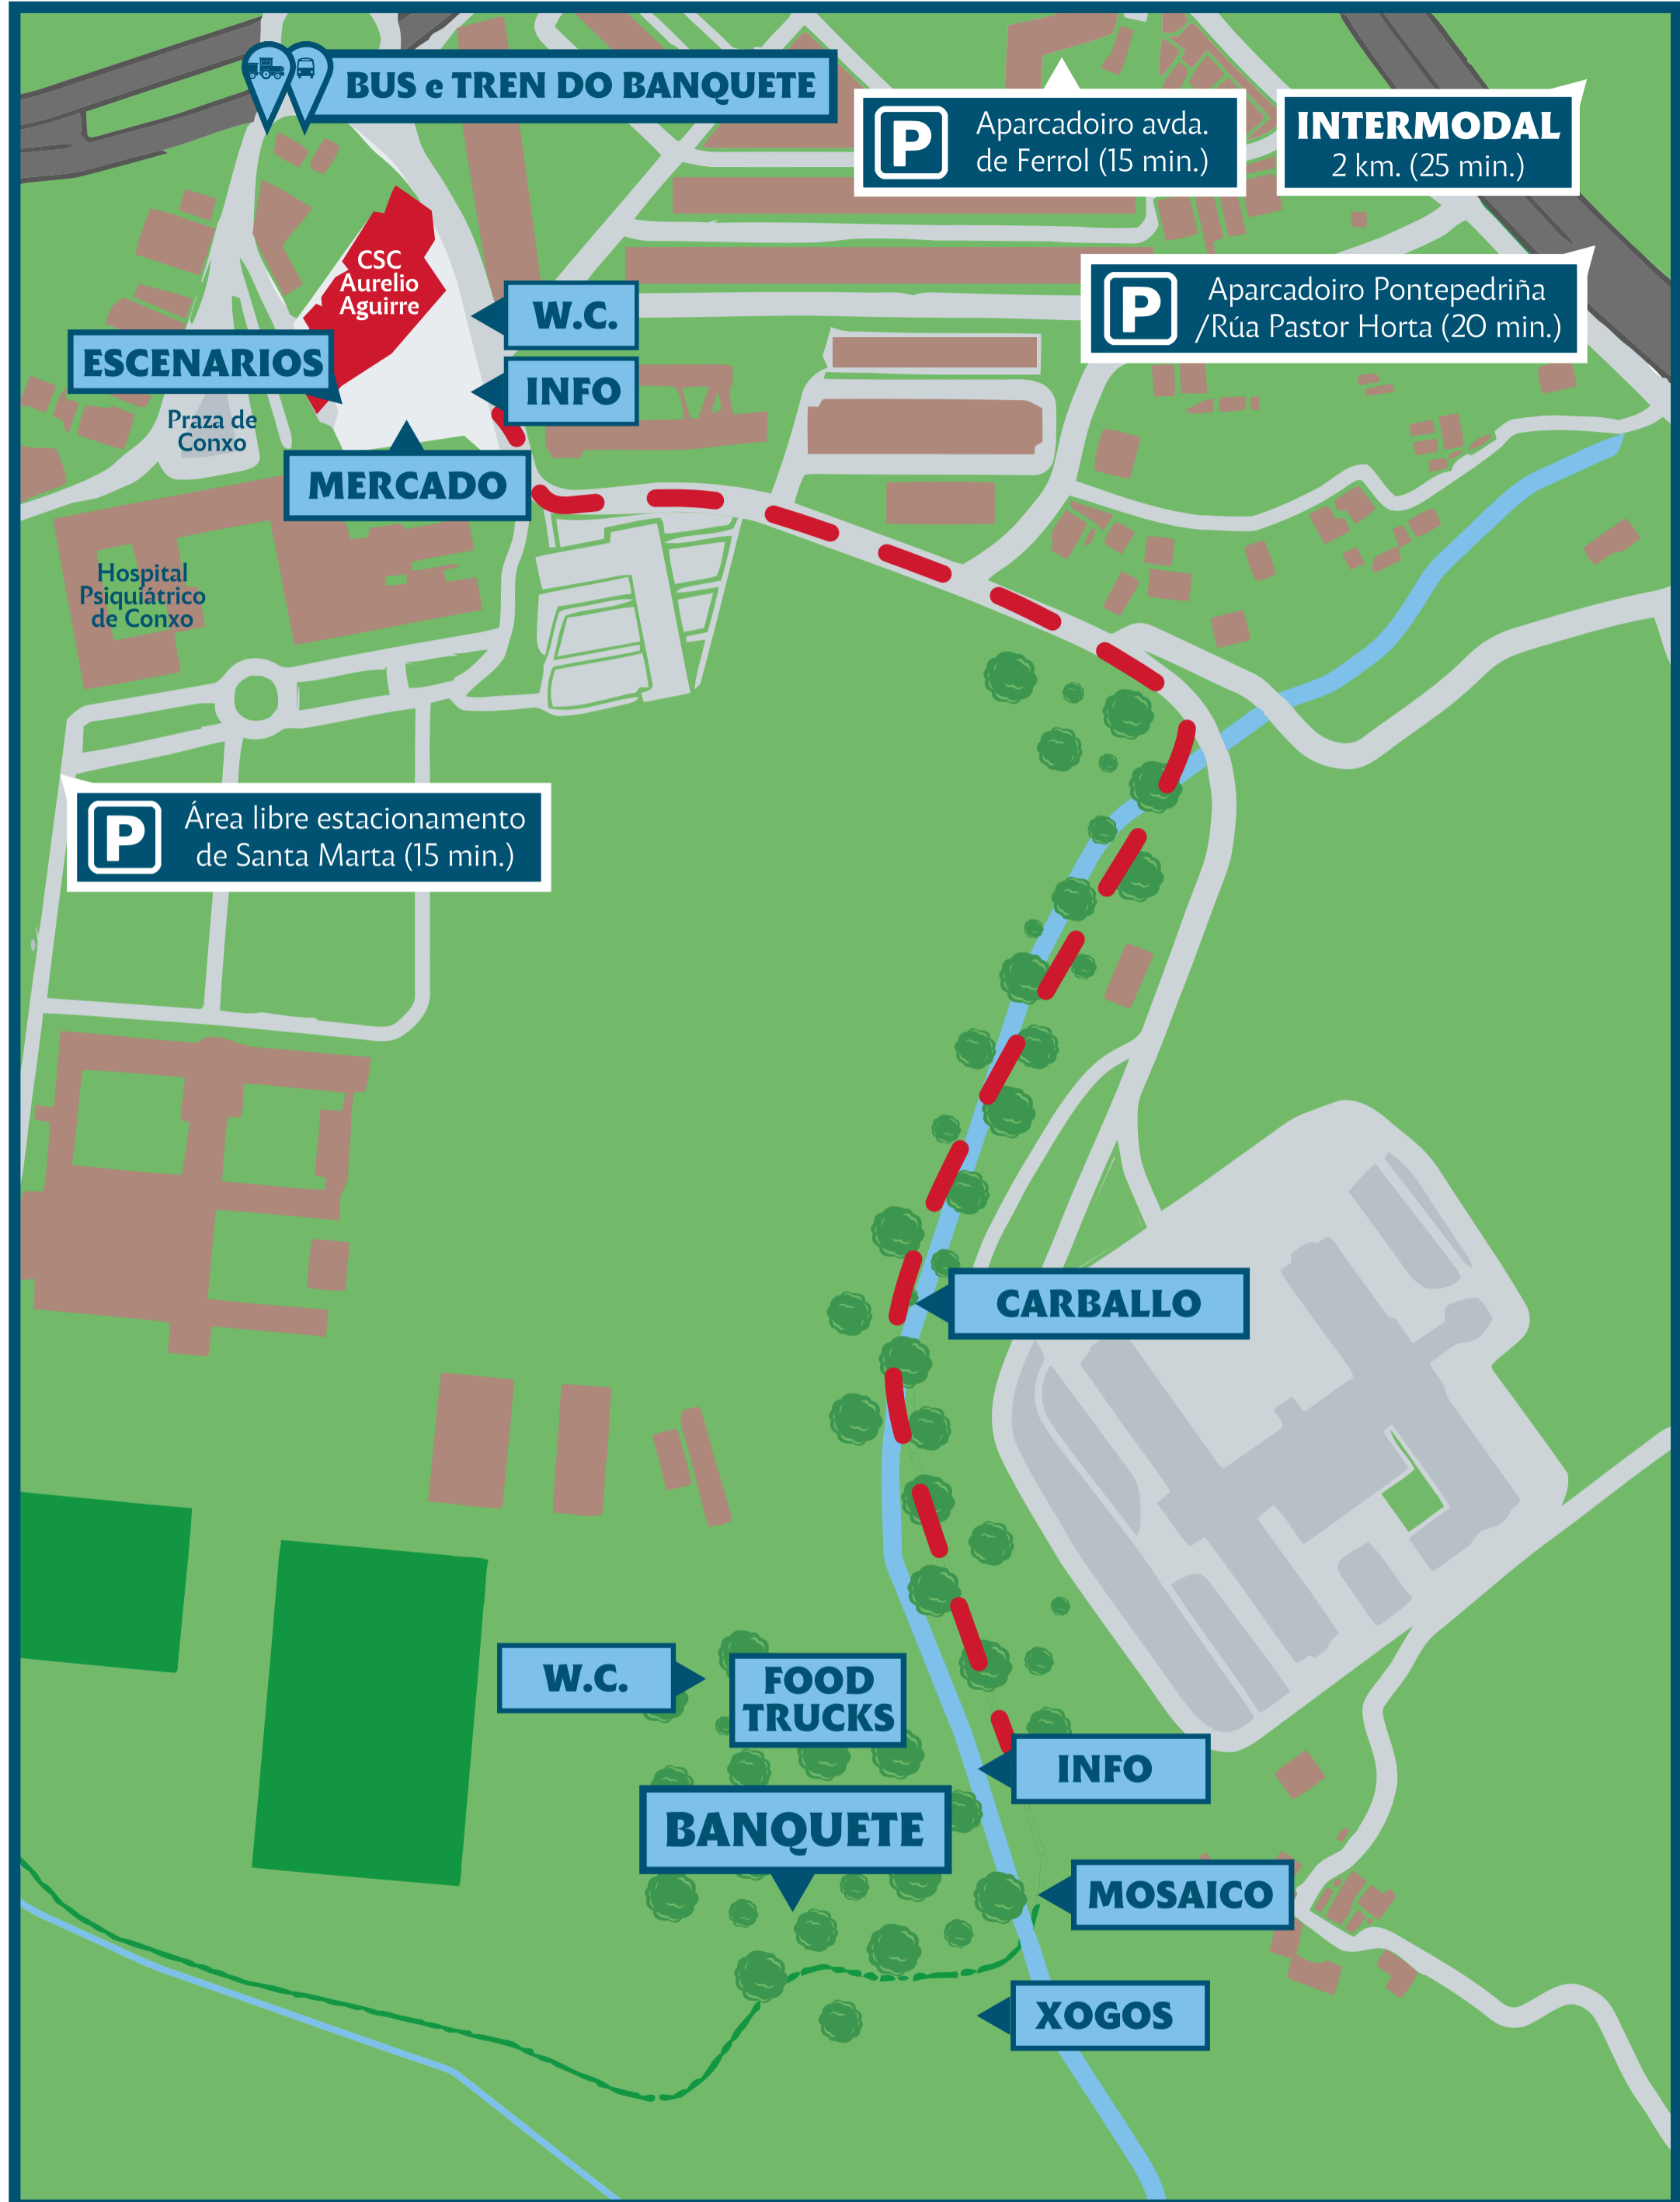 BUS e TREN DO BANQUETE
P
Aparcadoiro avda.
de Ferrol (15 min.)
INTERMODAL
2 km. (25 min.)
CSC
Aurelio
Aguirre
W.C.
P
Aparcadoiro Pontepedriña
/Rúa Pastor Horta (20 min.)
ESCENARIOS
INFO
Praza de
Conxo
MERCADO
Hospital
Psiquiátrico
de Conxo
P
Área libre estacionamento
de Santa Marta (15 min.)
CARBALLO
W.C.
FOOD
TRUCKS
INFO
BANQUETE
MOSAICO
XOGOS